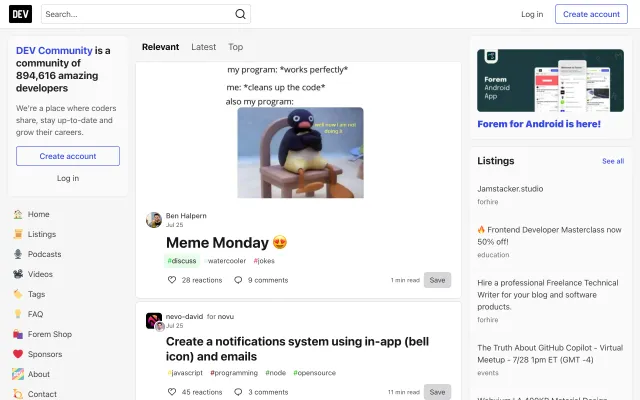 DEV
Search...
Log in
Create account
DEV Community is a
community of
894,616 amazing
developers
We're a place where coders
share, stay up-to-date and
grow their careers.
Create account
Log in
Home
Listings
Podcasts
Videos
Tags
FAQ
Forem Shop
Sponsors
About
Contact
Relevant
Latest
Top
my program: *works perfectly*
me: *cleans up the code*
also my program:
well now I am not
doing it
Ben Halpern
Jul 25
Meme Monday 😍
#discuss #watercooler #jokes
28 reactions
9 comments
1 min read
Save
nevo-david for novu
Jul 25
Create a notifications system using in-app (bell
icon) and emails
#javascript #programming #node #opensource
45 reactions
3 comments
11 min read
Save
Forem
Android
App
Forem for Android is here!
Listings
See all
Jamstacker.studio
forhire
🔥 Frontend Developer Masterclass now
50% off!
education
Hire a professional Freelance Technical
Writer for your blog and software
products.
forhire
The Truth About GitHub Copilot - Virtual
Meetup - 7/28 1pm ET (GMT -4)
events